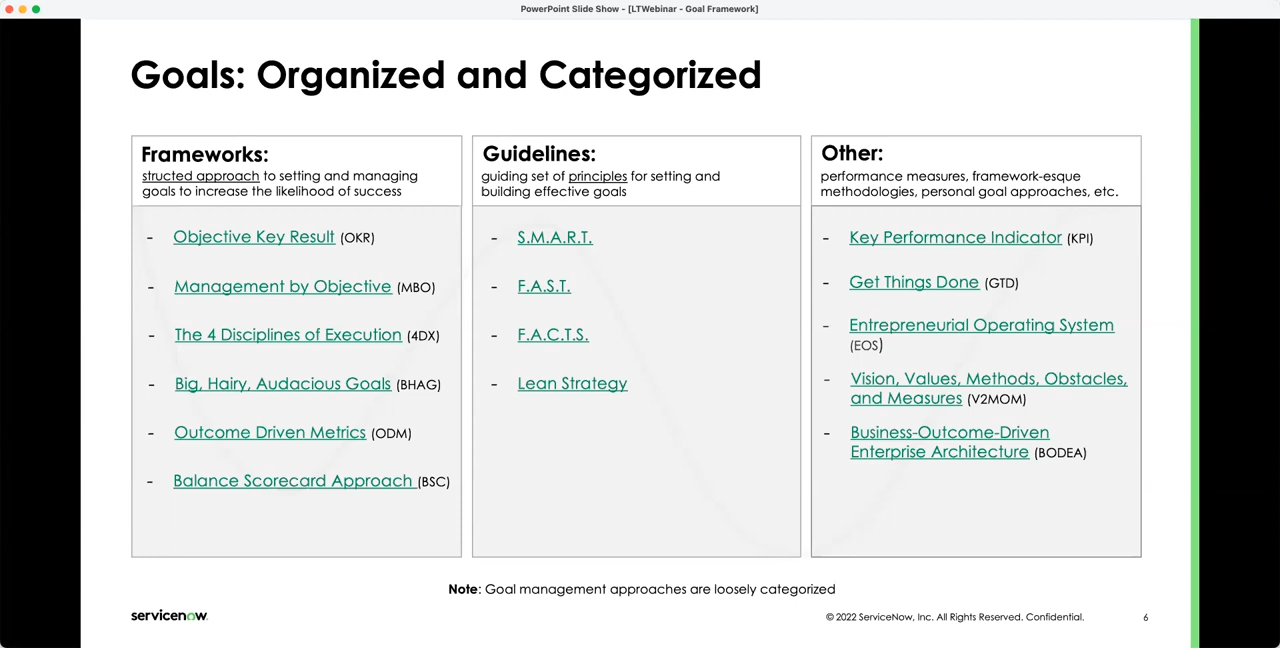 PowerPoint Slide Show - [LTWebinar - Goal Framework]
Goals: Organized and Categorized
Frameworks:
structed approach to setting and managing
goals to increase the likelihood of success
- Objective Key Result (OKR)
- Management by Objective (MBO)
- The 4 Disciplines of Execution (4DX)
- Big, Hairy, Audacious Goals (BHAG)
- Outcome Driven Metrics (ODM)
- Balance Scorecard Approach (BSC)
Guidelines:
guiding set of principles for setting and
building effective goals
- S.M.A.R.T.
- F.A.S.T.
- F.A.C.T.S.
- Lean Strategy
Other:
performance measures, framework-esque
methodologies, personal goal approaches, etc.
- Key Performance Indicator (KPI)
- Get Things Done (GTD)
- Entrepreneurial Operating System
(EOS)
- Vision, Values, Methods, Obstacles,
and Measures (V2MOM)
- Business-Outcome-Driven
Enterprise Architecture (BODEA)
Note: Goal management approaches are loosely categorized
servicenow
© 2022 ServiceNow, Inc. All Rights Reserved. Confidential.
6